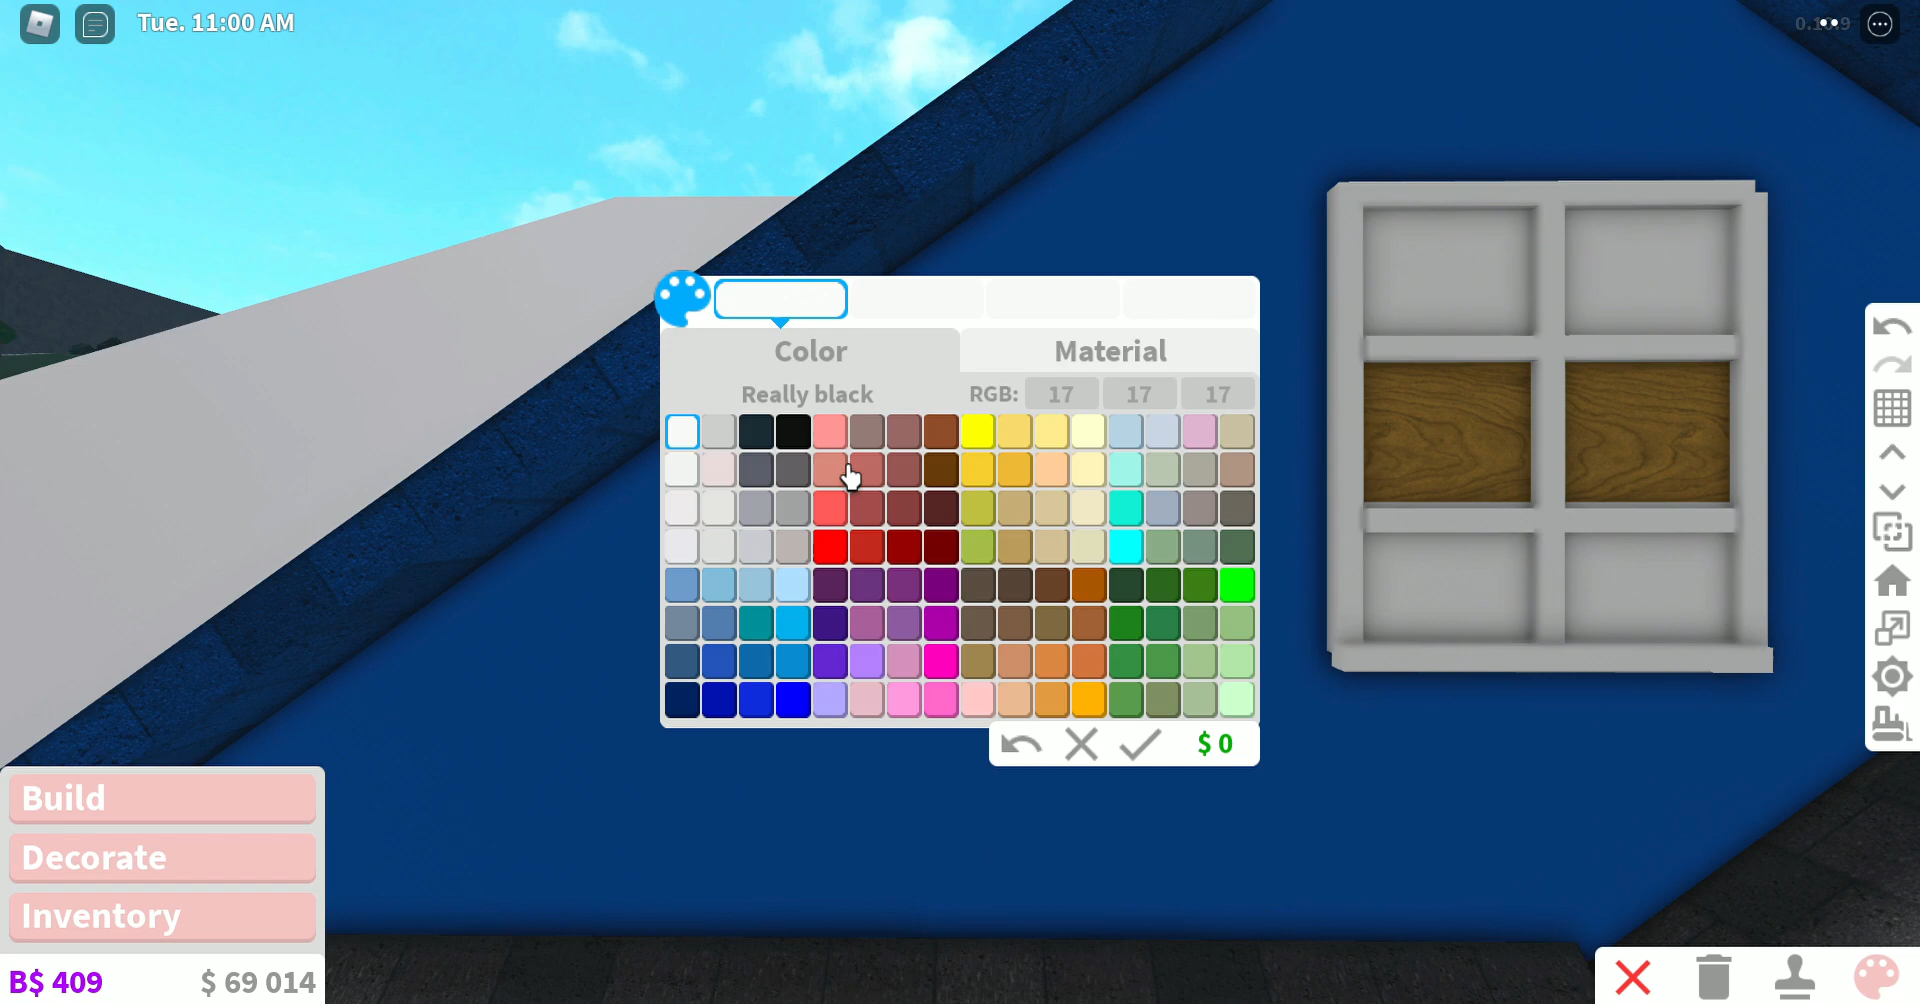 Tue. 11:00 AM
Color
Material
Really black
RGB: 17 17 17
$ 0
Build
Decorate
Inventory
B$ 409
$ 69 014